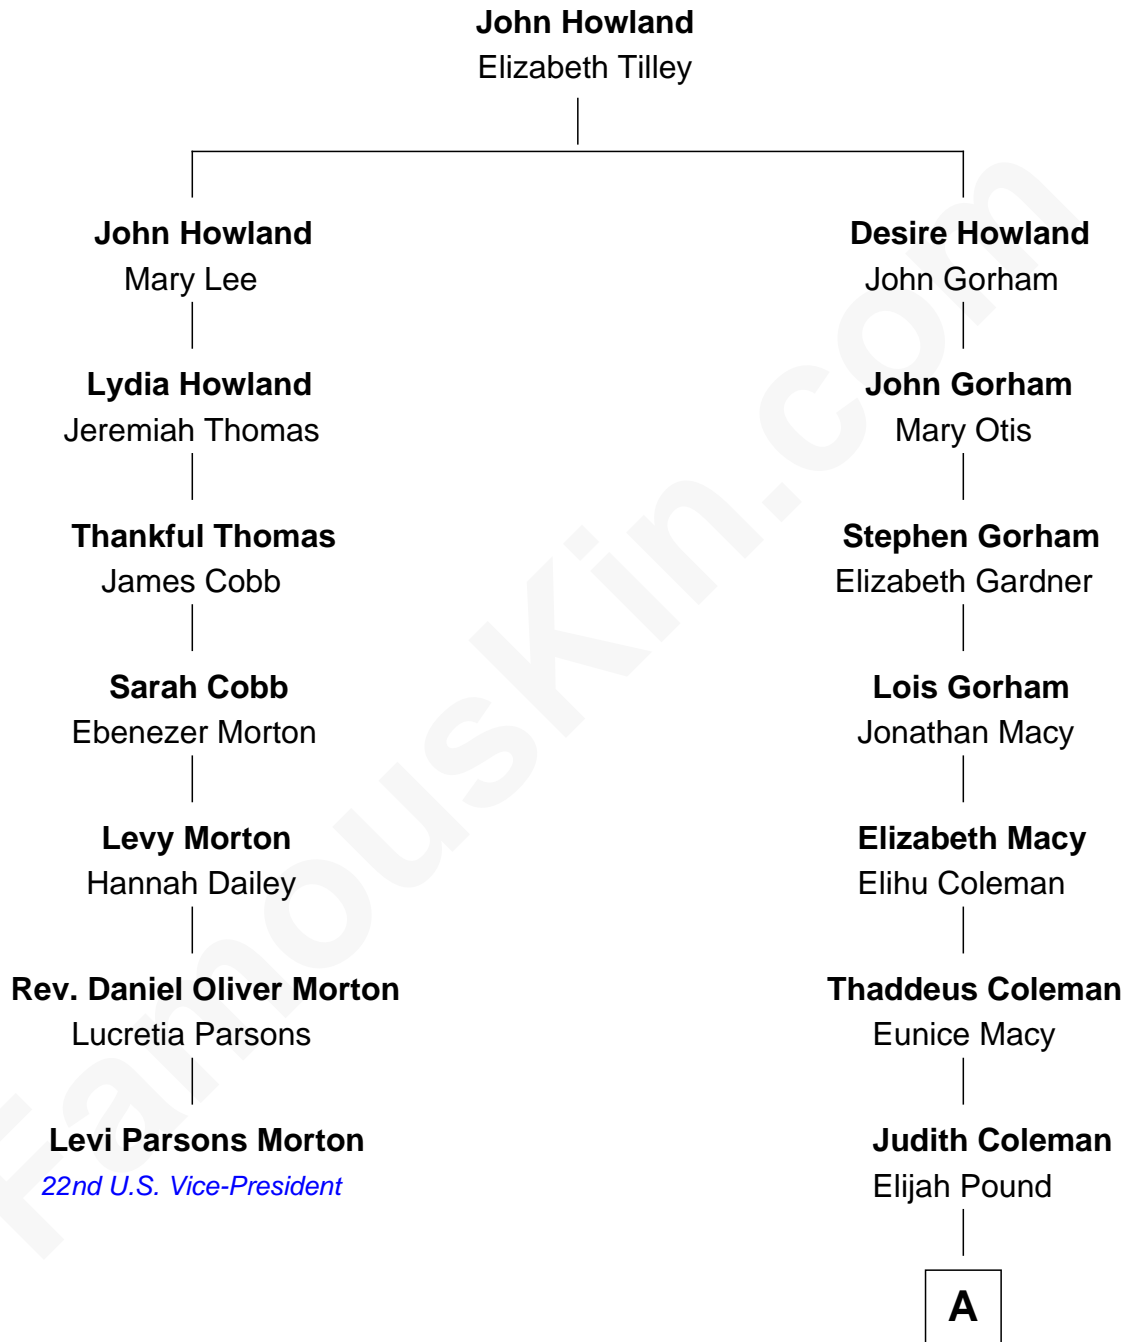 John Howland
Elizabeth Tilley
John Howland
Mary Lee
Desire Howland
John Gorham
Lydia Howland
Jeremiah Thomas
John Gorham
Mary Otis
Thankful Thomas
James Cobb
Stephen Gorham
Elizabeth Gardner
Sarah Cobb
Ebenezer Morton
Lois Gorham
Jonathan Macy
Levy Morton
Hannah Dailey
Elizabeth Macy
Elihu Coleman
Rev. Daniel Oliver Morton
Lucretia Parsons
Thaddeus Coleman
Eunice Macy
Levi Parsons Morton
22nd U.S. Vice-President
Judith Coleman
Elijah Pound
A
FamousKin.com